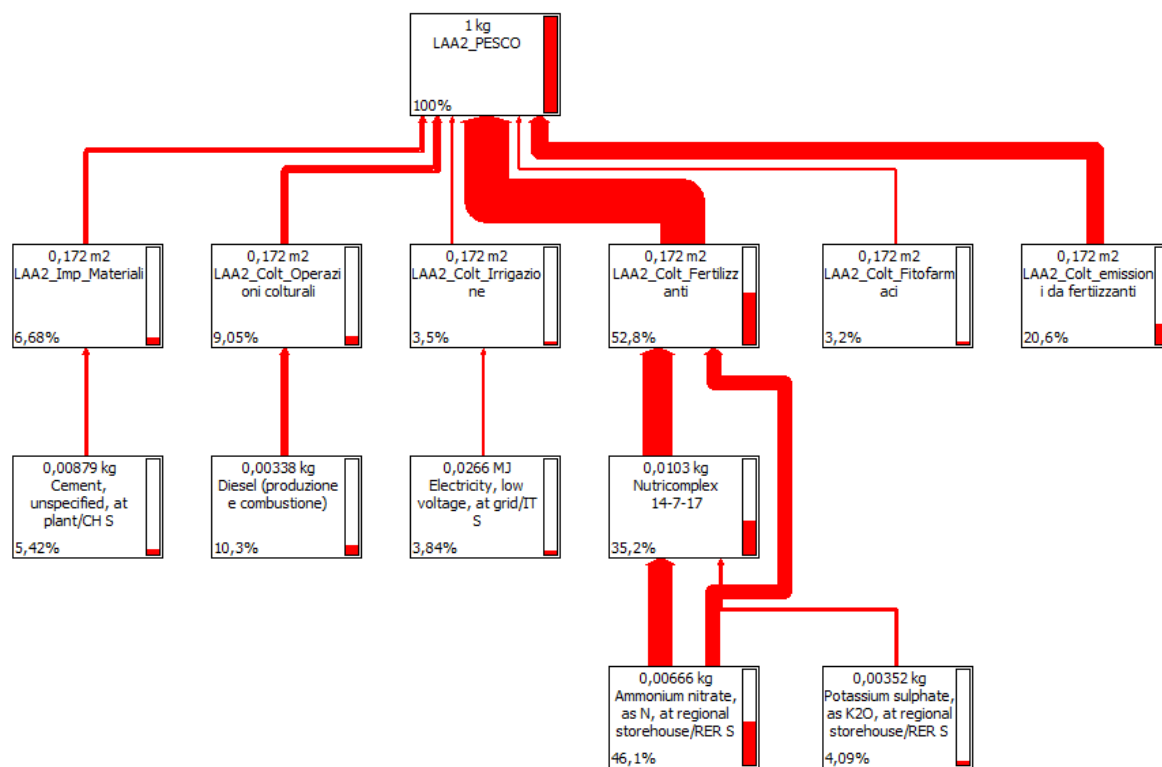 1 kg
LAA2_PESCO
100%
0,172 m2
LAA2_Imp_Materiali
6,68%
0,172 m2
LAA2_Colt_Operazi
oni colturali
9,05%
0,172 m2
LAA2_Colt_Irrigazio
ne
3,5%
0,172 m2
LAA2_Colt_Fertilizz
anti
52,8%
0,172 m2
LAA2_Colt_Fitofarm
aci
3,2%
0,172 m2
LAA2_Colt_emission
i da fertiizzanti
20,6%
0,00879 kg
Cement,
unspecified, at
plant/CH S
5,42%
0,00338 kg
Diesel (produzione
e combustione)
10,3%
0,0266 MJ
Electricity, low
voltage, at grid/IT
S
3,84%
0,0103 kg
Nutricomplex
14-7-17
35,2%
0,00666 kg
Ammonium nitrate,
as N, at regional
storehouse/RER S
46,1%
0,00352 kg
Potassium sulphate,
as K2O, at regional
storehouse/RER S
4,09%